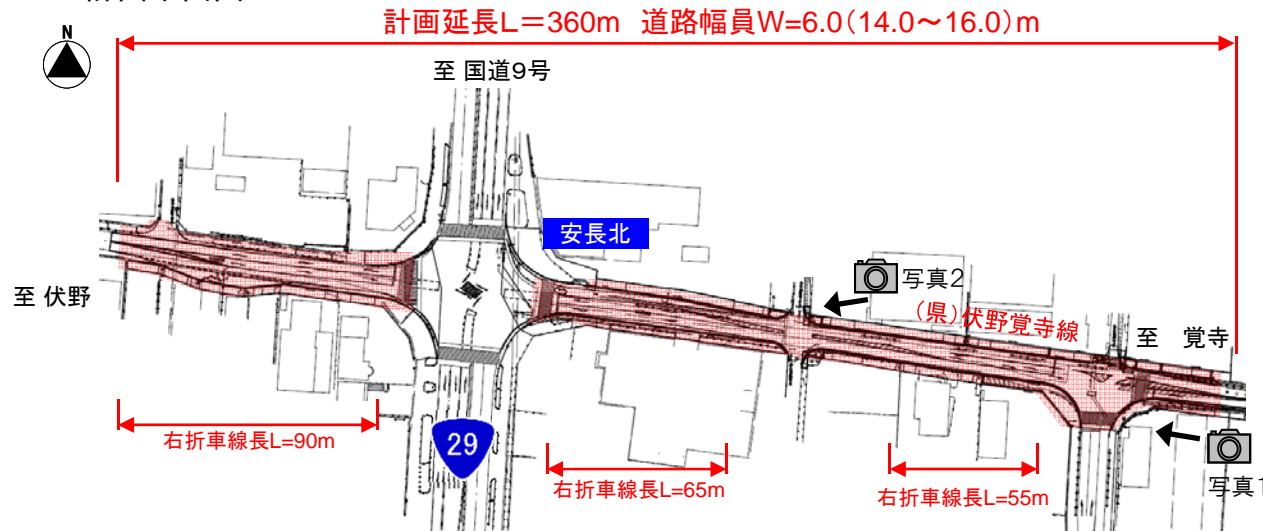 計画延長L＝360m 道路幅員W=6.0(14.0～16.0)m
N
至 国道9号
安長北
写真2
至 伏野
(県)伏野覚寺線
至 覚寺
右折車線長L=90m
29
右折車線長L=65m
右折車線長L=55m
写真1